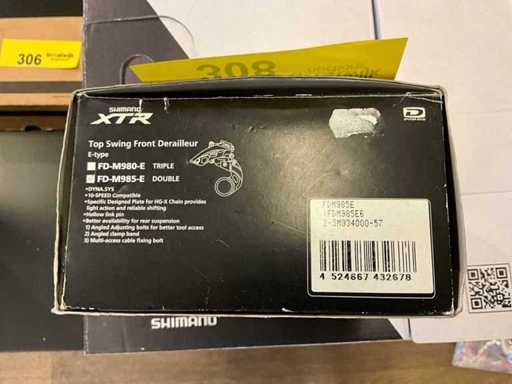 306
308
SHIMANO
XTR
Top Swing Front Derailleur
E-type
FD-M980-E TRIPLE
FD-M985-E DOUBLE
•DYNA.SYS
•10-SPEED Compatible
•Specific Designed Plate for HG-X Chain provides
light action and reliable shifting
•Hollow link pin
•Better availability for rear suspension
1) Angled Adjusting bolts for better tool access
2) Angled clamp band
3) Multi-access cable fixing bolt
FDM985E
IFDM985E6
2-SM934000-57
4 524667 432678
SHIMANO